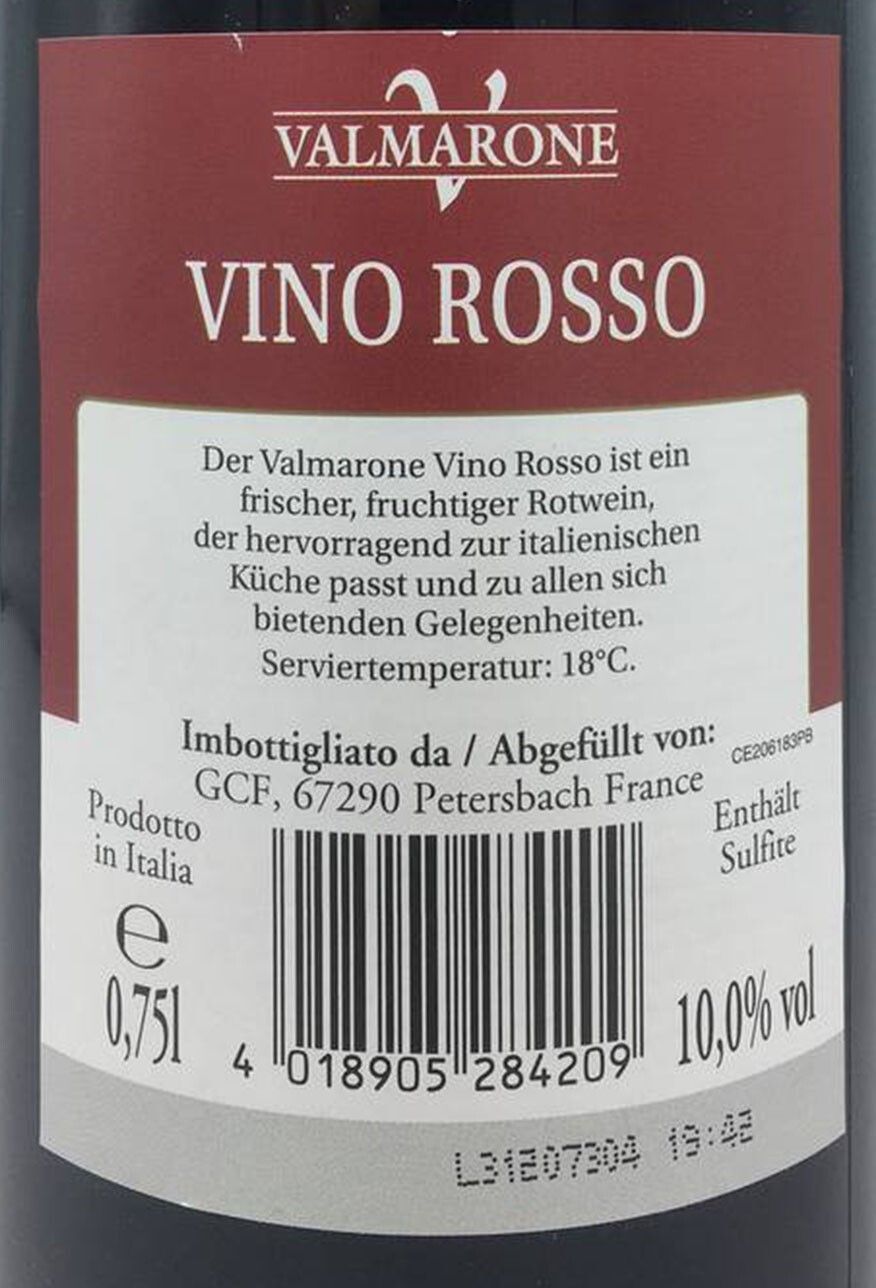 VALMARONE
VINO ROSSO
Der Valmarone Vino Rosso ist ein
frischer, fruchtiger Rotwein,
der hervorragend zur italienischen
Küche passt und zu allen sich
bietenden Gelegenheiten.
Serviertemperatur: 18°C.
Imbottigliato da / Abgefüllt von:
GCF, 67290 Petersbach France
CE206183PB
Prodotto
in Italia
Enthält
Sulfite
e
0,75l
10,0% vol
4 018905 284209
L31207304 19:42